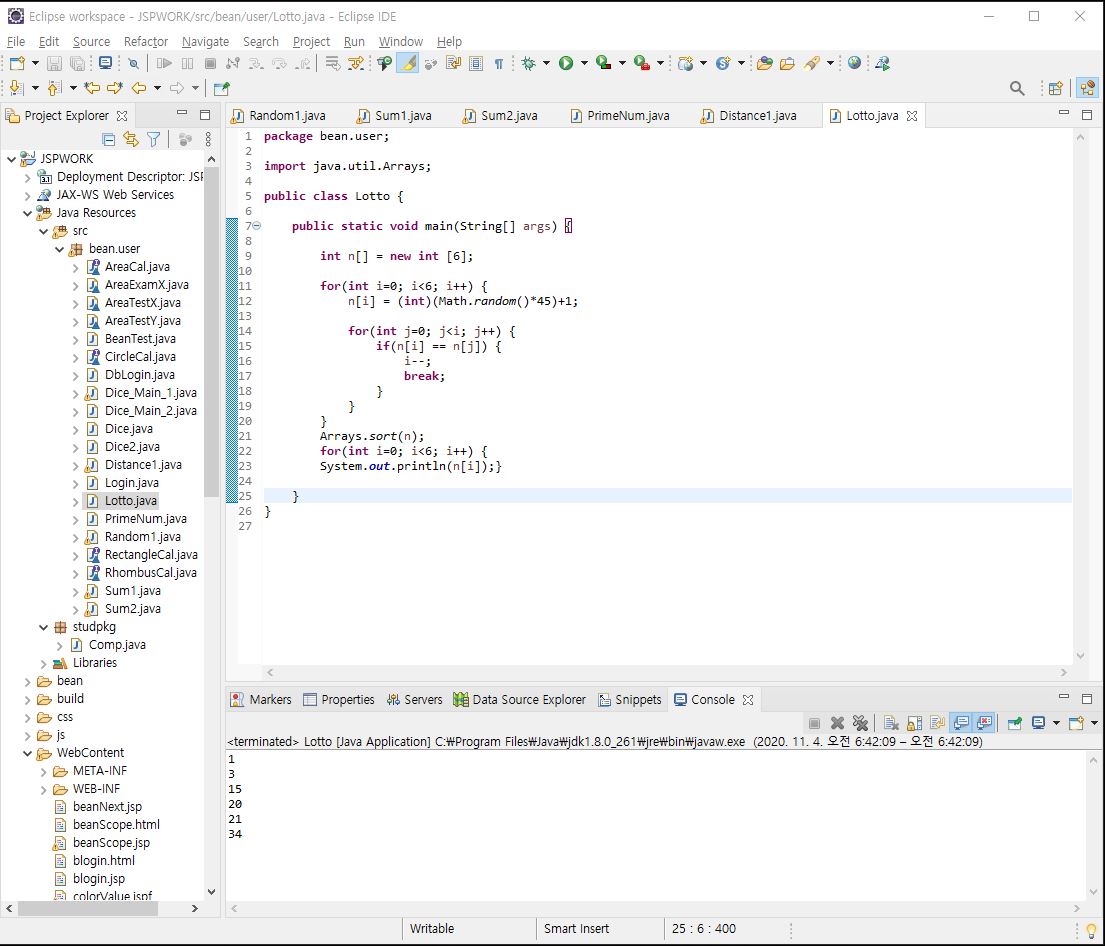 Eclipse workspace - JSPWORK/src/bean/user/Lotto.java - Eclipse IDE
File Edit Source Refactor Navigate Search Project Run Window Help
Project Explorer
JSPWORK
Deployment Descriptor: JSP
JAX-WS Web Services
Java Resources
src
bean.user
AreaCal.java
AreaExamX.java
AreaTestX.java
AreaTestY.java
BeanTest.java
CircleCal.java
DbLogin.java
Dice_Main_1.java
Dice_Main_2.java
Dice.java
Dice2.java
Distance1.java
Login.java
Lotto.java
PrimeNum.java
Random1.java
RectangleCal.java
RhombusCal.java
Sum1.java
Sum2.java
studpkg
Comp.java
Libraries
bean
build
css
js
WebContent
META-INF
WEB-INF
beanNext.jsp
beanScope.html
beanScope.jsp
blogin.html
blogin.jsp
colorValue.jspf
Random1.java Sum1.java Sum2.java PrimeNum.java Distance1.java Lotto.java
1 package bean.user;
2
3 import java.util.Arrays;
4
5 public class Lotto {
6
7 public static void main(String[] args) {
8
9 int n[] = new int [6];
10
11 for(int i=0; i<6; i++) {
12 n[i] = (int)(Math.random()*45)+1;
13
14 for(int j=0; j<i; j++) {
15 if(n[i] == n[j]) {
16 i--;
17 break;
18 }
19 }
20 }
21 Arrays.sort(n);
22 for(int i=0; i<6; i++) {
23 System.out.println(n[i]);}
24
25 }
26 }
27
Markers Properties Servers Data Source Explorer Snippets Console
<terminated> Lotto [Java Application] C:₩Program Files₩Java₩jdk1.8.0_261₩jre₩bin₩javaw.exe (2020. 11. 4. 오전 6:42:09 – 오전 6:42:09)
1
3
15
20
21
34
Writable Smart Insert 25 : 6 : 400